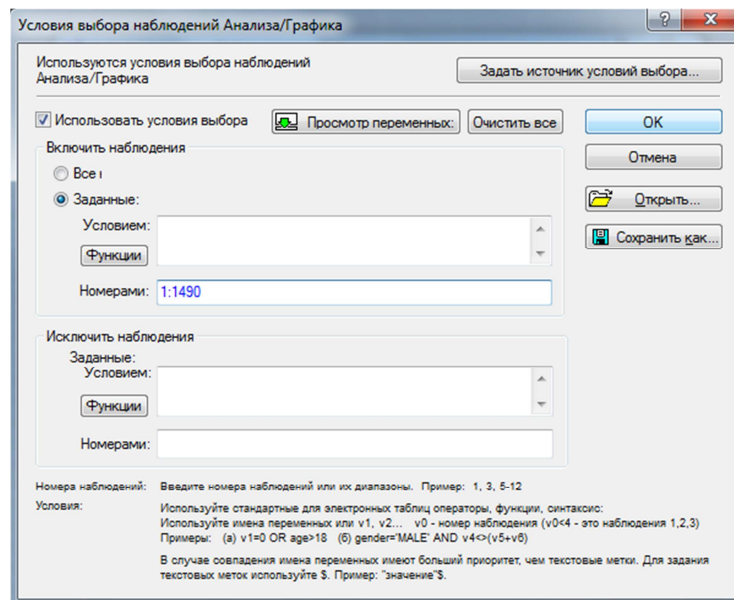 Условия выбора наблюдений Анализа/Графика
Используются условия выбора наблюдений
Анализа/Графика
Задать источник условий выбора...
Использовать условия выбора
Просмотр переменных:
Очистить все
OK
Включить наблюдения
Отмена
Все
Заданные:
Открыть...
Условием:
Функции
Сохранить как...
Номерами: 1:1490
Исключить наблюдения
Заданные:
Условием:
Функции
Номерами:
Номера наблюдений: Введите номера наблюдений или их диапазоны. Пример: 1, 3, 5-12
Условия: Используйте стандартные для электронных таблиц операторы, функции, синтаксис:
Используйте имена переменных или v1, v2... v0 - номер наблюдения (v0<4 - это наблюдения 1,2,3)
Примеры: (а) v1=0 OR age>18 (б) gender='MALE' AND v4<>(v5+v6)
В случае совпадения имена переменных имеют больший приоритет, чем текстовые метки. Для задания
текстовых меток используйте $. Пример: "значение"$.